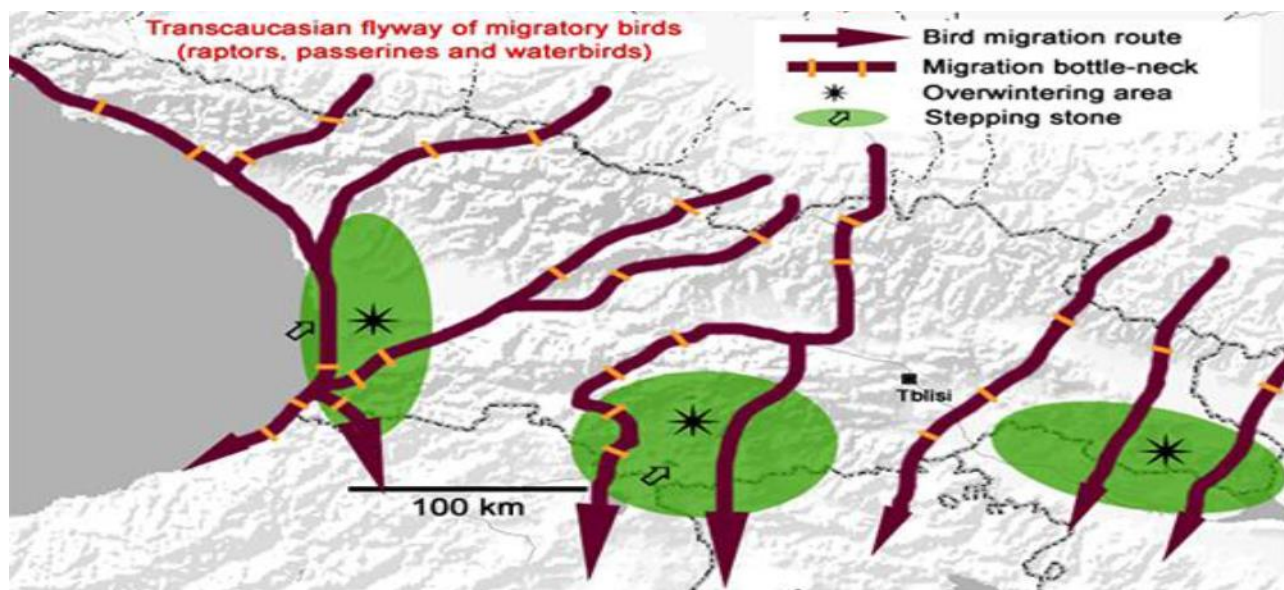 Transcaucasian flyway of migratory birds
(raptors, passerines and waterbirds)
Bird migration route
Migration bottle-neck
Overwintering area
Stepping stone
Tblisi
100 km